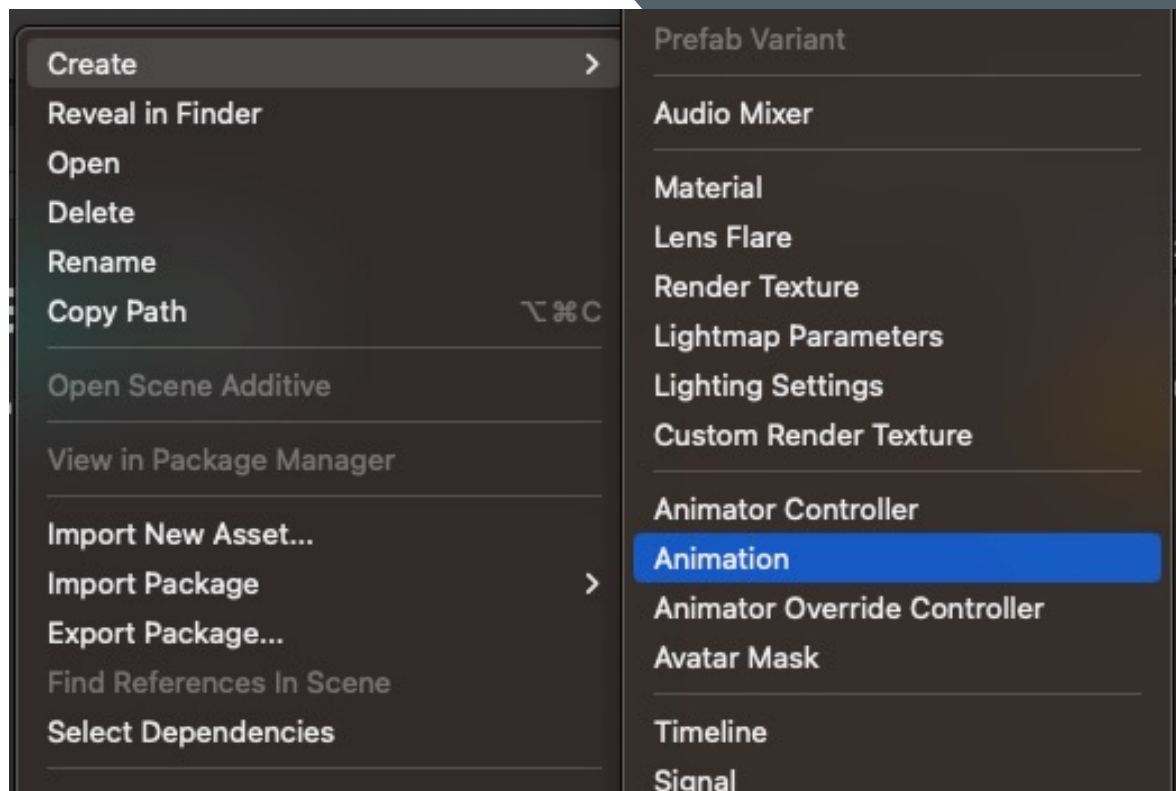 Create
Reveal in Finder
Open
Delete
Rename
Copy Path ⌥⌘C
Open Scene Additive
View in Package Manager
Import New Asset...
Import Package
Export Package...
Find References In Scene
Select Dependencies
Prefab Variant
Audio Mixer
Material
Lens Flare
Render Texture
Lightmap Parameters
Lighting Settings
Custom Render Texture
Animator Controller
Animation
Animator Override Controller
Avatar Mask
Timeline
Signal